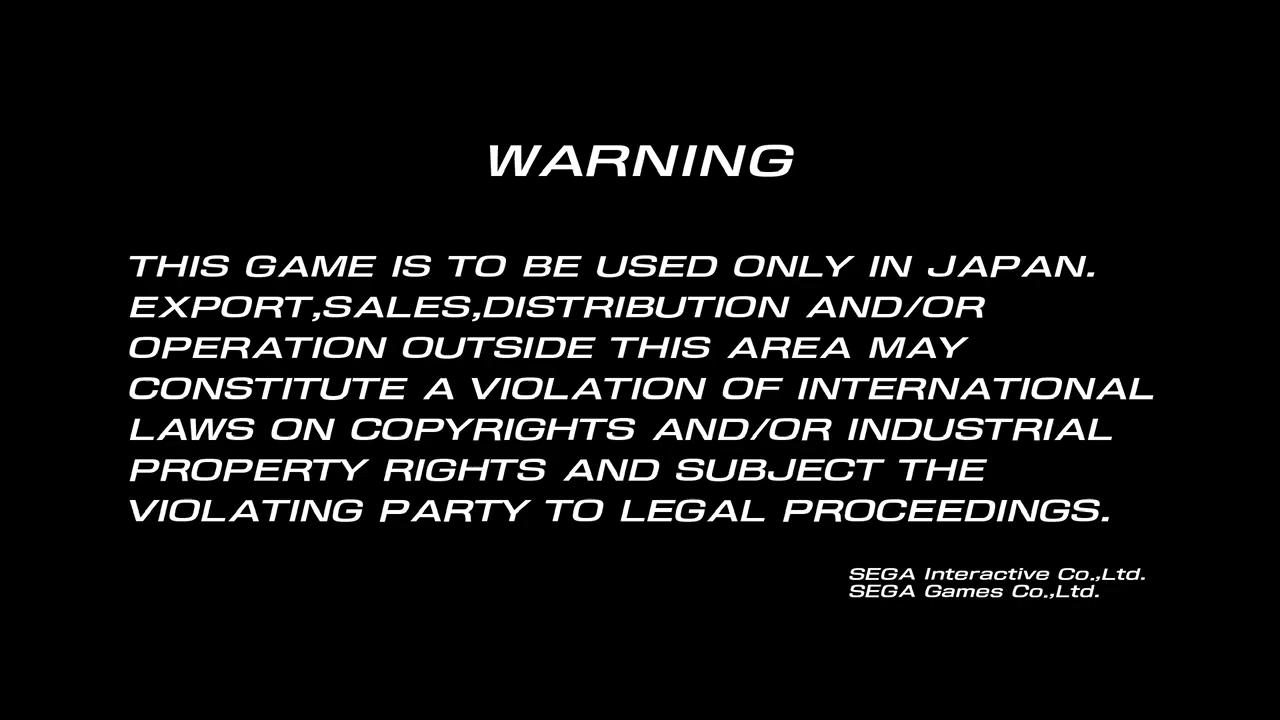 WARNING
THIS GAME IS TO BE USED ONLY IN JAPAN.
EXPORT,SALES,DISTRIBUTION AND/OR
OPERATION OUTSIDE THIS AREA MAY
CONSTITUTE A VIOLATION OF INTERNATIONAL
LAWS ON COPYRIGHTS AND/OR INDUSTRIAL
PROPERTY RIGHTS AND SUBJECT THE
VIOLATING PARTY TO LEGAL PROCEEDINGS.
SEGA Interactive Co.,Ltd.
SEGA Games Co.,Ltd.